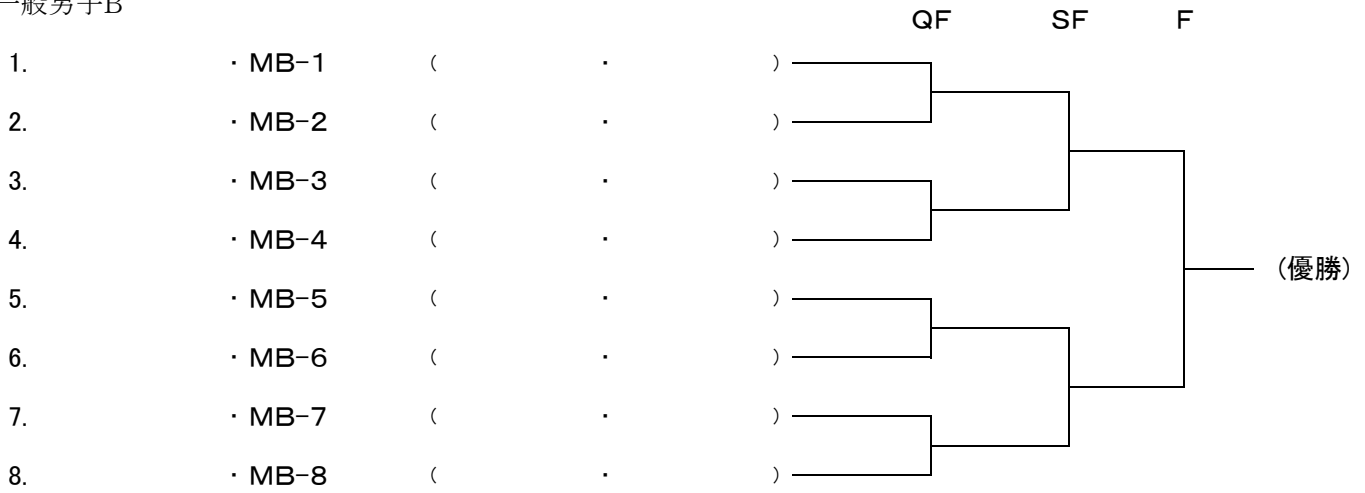 一般男子B
QF SF F
1. ・MB-1 ( ・ )
2. ・MB-2 ( ・ )
3. ・MB-3 ( ・ )
4. ・MB-4 ( ・ )
(優勝)
5. ・MB-5 ( ・ )
6. ・MB-6 ( ・ )
7. ・MB-7 ( ・ )
8. ・MB-8 ( ・ )